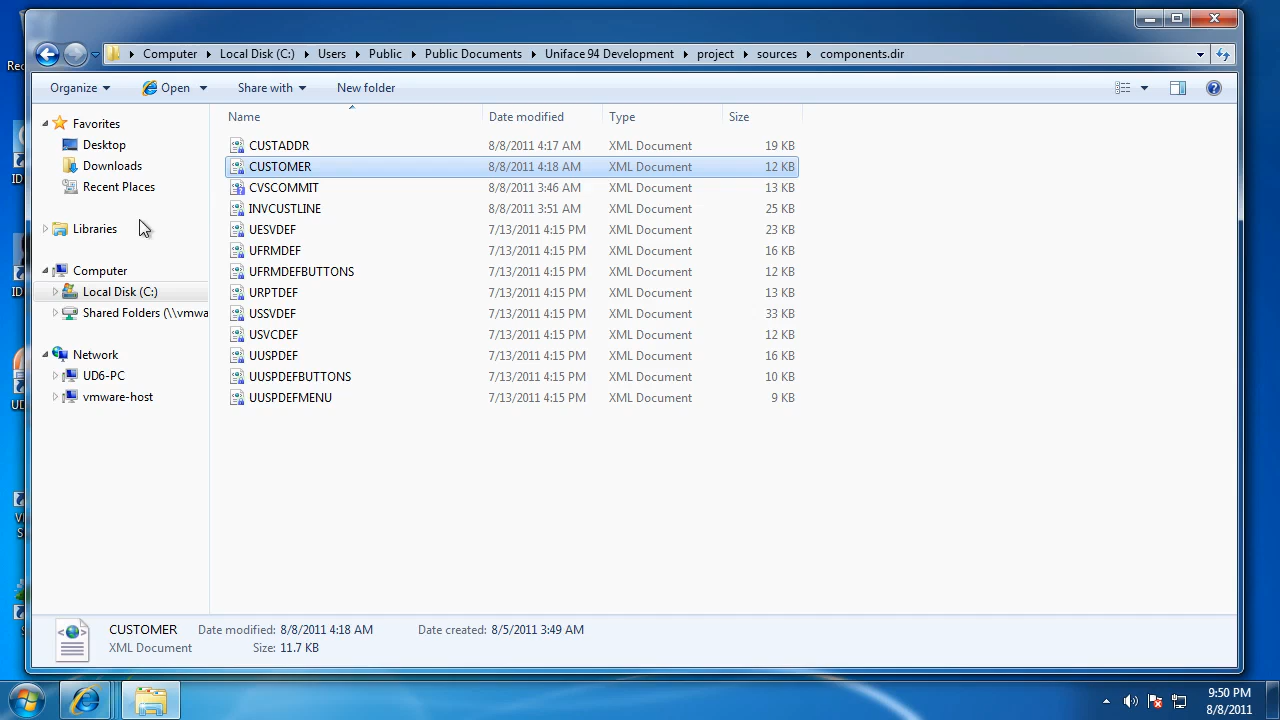 Rec
ID
ID
UD
VI
S
S
Computer Local Disk (C:) Users Public Public Documents Uniface 94 Development project sources components.dir
Organize Open Share with New folder
Favorites
Desktop
Downloads
Recent Places
Libraries
Computer
Local Disk (C:)
Shared Folders (\\vmwa
Network
UD6-PC
vmware-host
Name Date modified Type Size
CUSTADDR 8/8/2011 4:17 AM XML Document 19 KB
CUSTOMER 8/8/2011 4:18 AM XML Document 12 KB
CVSCOMMIT 8/8/2011 3:46 AM XML Document 13 KB
INVCUSTLINE 8/8/2011 3:51 AM XML Document 25 KB
UESVDEF 7/13/2011 4:15 PM XML Document 23 KB
UFRMDEF 7/13/2011 4:15 PM XML Document 16 KB
UFRMDEFBUTTONS 7/13/2011 4:15 PM XML Document 12 KB
URPTDEF 7/13/2011 4:15 PM XML Document 13 KB
USSVDEF 7/13/2011 4:15 PM XML Document 33 KB
USVCDEF 7/13/2011 4:15 PM XML Document 12 KB
UUSPDEF 7/13/2011 4:15 PM XML Document 16 KB
UUSPDEFBUTTONS 7/13/2011 4:15 PM XML Document 10 KB
UUSPDEFMENU 7/13/2011 4:15 PM XML Document 9 KB
CUSTOMER Date modified: 8/8/2011 4:18 AM Date created: 8/5/2011 3:49 AM
XML Document Size: 11.7 KB
9:50 PM
8/8/2011